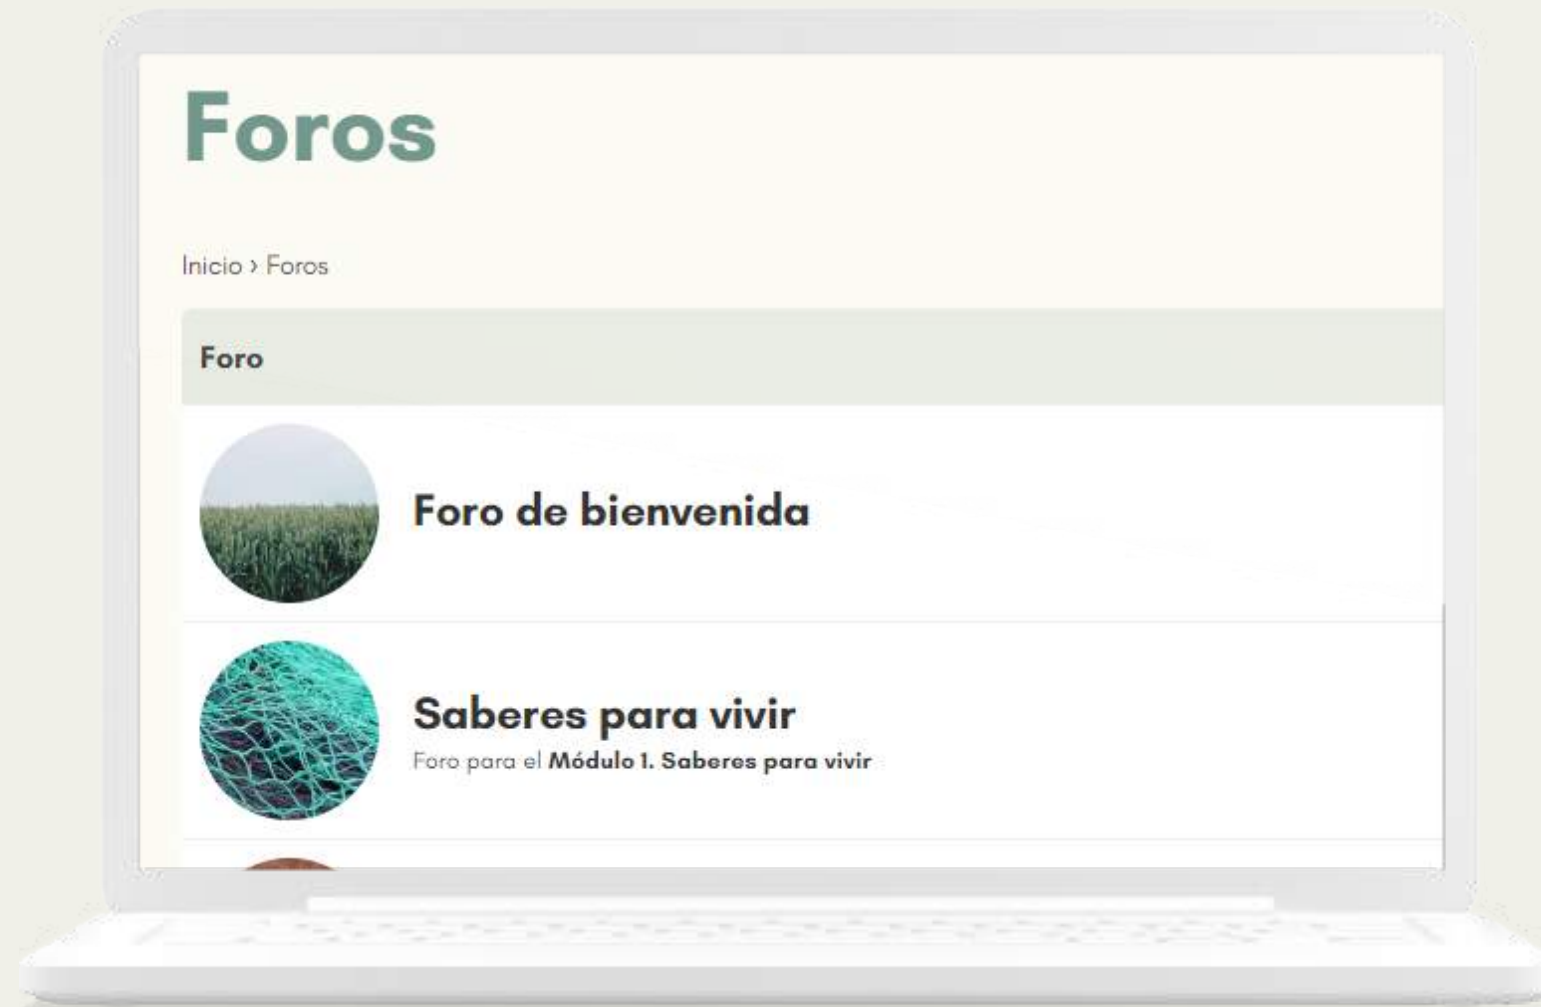 Foros
Inicio › Foros
Foro
Foro de bienvenida
Saberes para vivir
Foro para el Módulo 1. Saberes para vivir